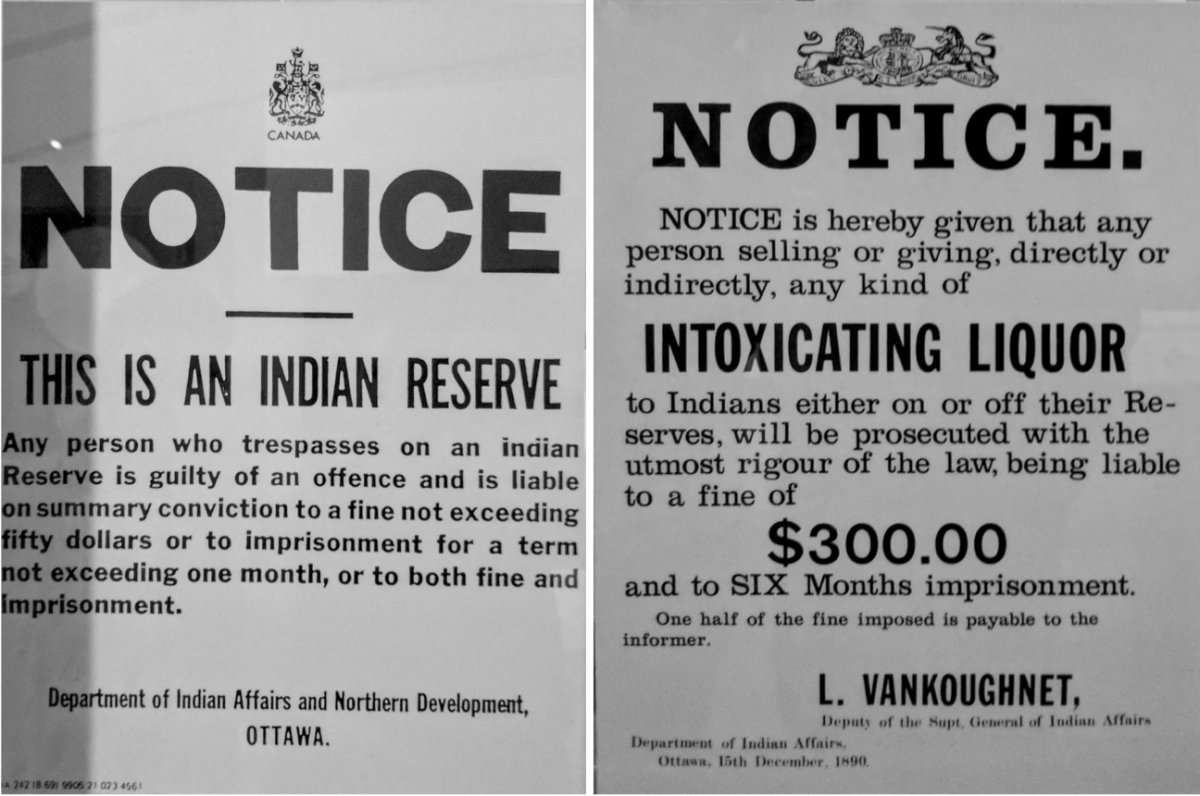 CANADA
NOTICE
THIS IS AN INDIAN RESERVE
Any person who trespasses on an indian
Reserve is guilty of an offence and is liable
on summary conviction to a fine not exceeding
fifty dollars or to imprisonment for a term
not exceeding one month, or to both fine and
imprisonment.
Department of Indian Affairs and Northern Development,
OTTAWA.
A 242 (8 69) 9905 21 023 4561
NOTICE.
NOTICE is hereby given that any
person selling or giving, directly or
indirectly, any kind of
INTOXICATING LIQUOR
to Indians either on or off their Re-
serves, will be prosecuted with the
utmost rigour of the law, being liable
to a fine of
$300.00
and to SIX Months imprisonment.
One half of the fine imposed is payable to the
informer.
L. VANKOUGHNET,
Deputy of the Supt. General of Indian Affairs
Department of Indian Affairs,
Ottawa, 15th December, 1890.